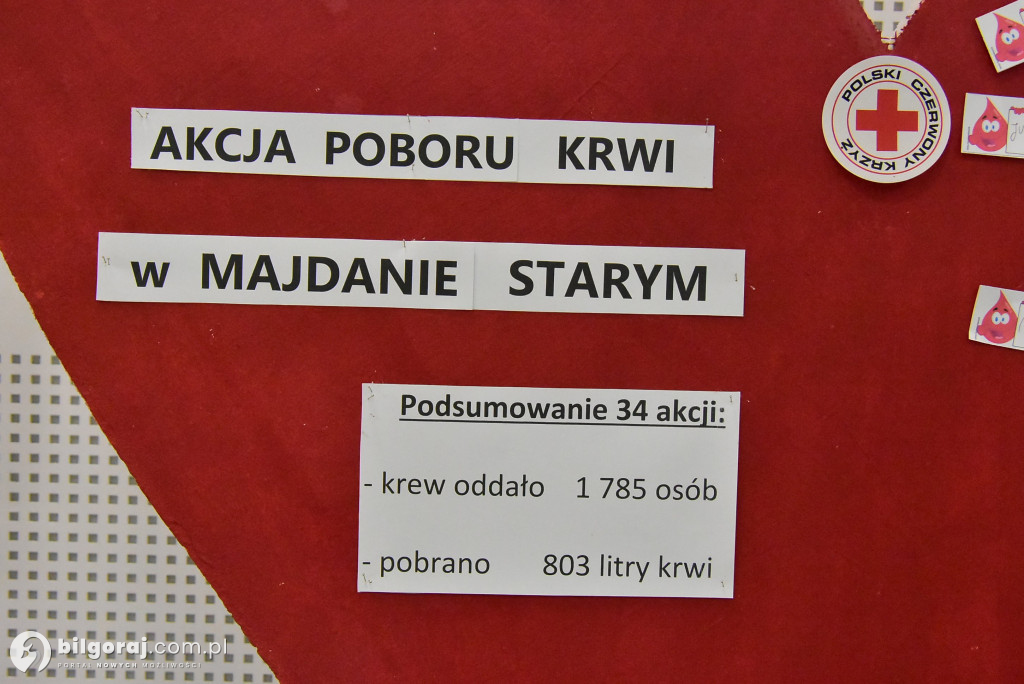 AKCJA POBORU KRWI
POLSKI CZERWONY KRZYŻ
w MAJDANIE STARYM
Podsumowanie 34 akcji:
- krew oddało 1 785 osób
- pobrano 803 litry krwi
bilgoraj.com.pl
PORTAL NOWYCH MOŻLIWOŚCI